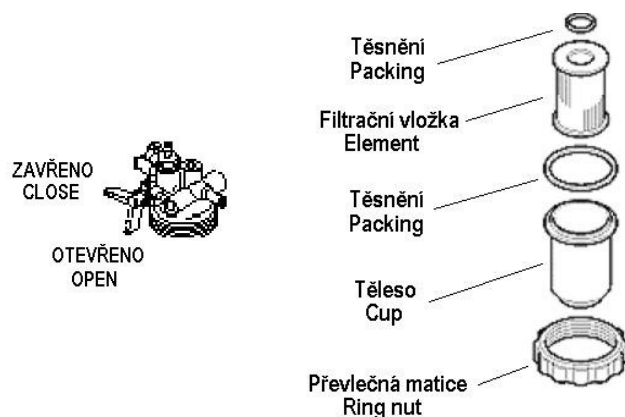 ZAVŘENO
CLOSE
OTEVŘENO
OPEN
Těsnění
Packing
Filtrační vložka
Element
Těsnění
Packing
Těleso
Cup
Převlečná matice
Ring nut